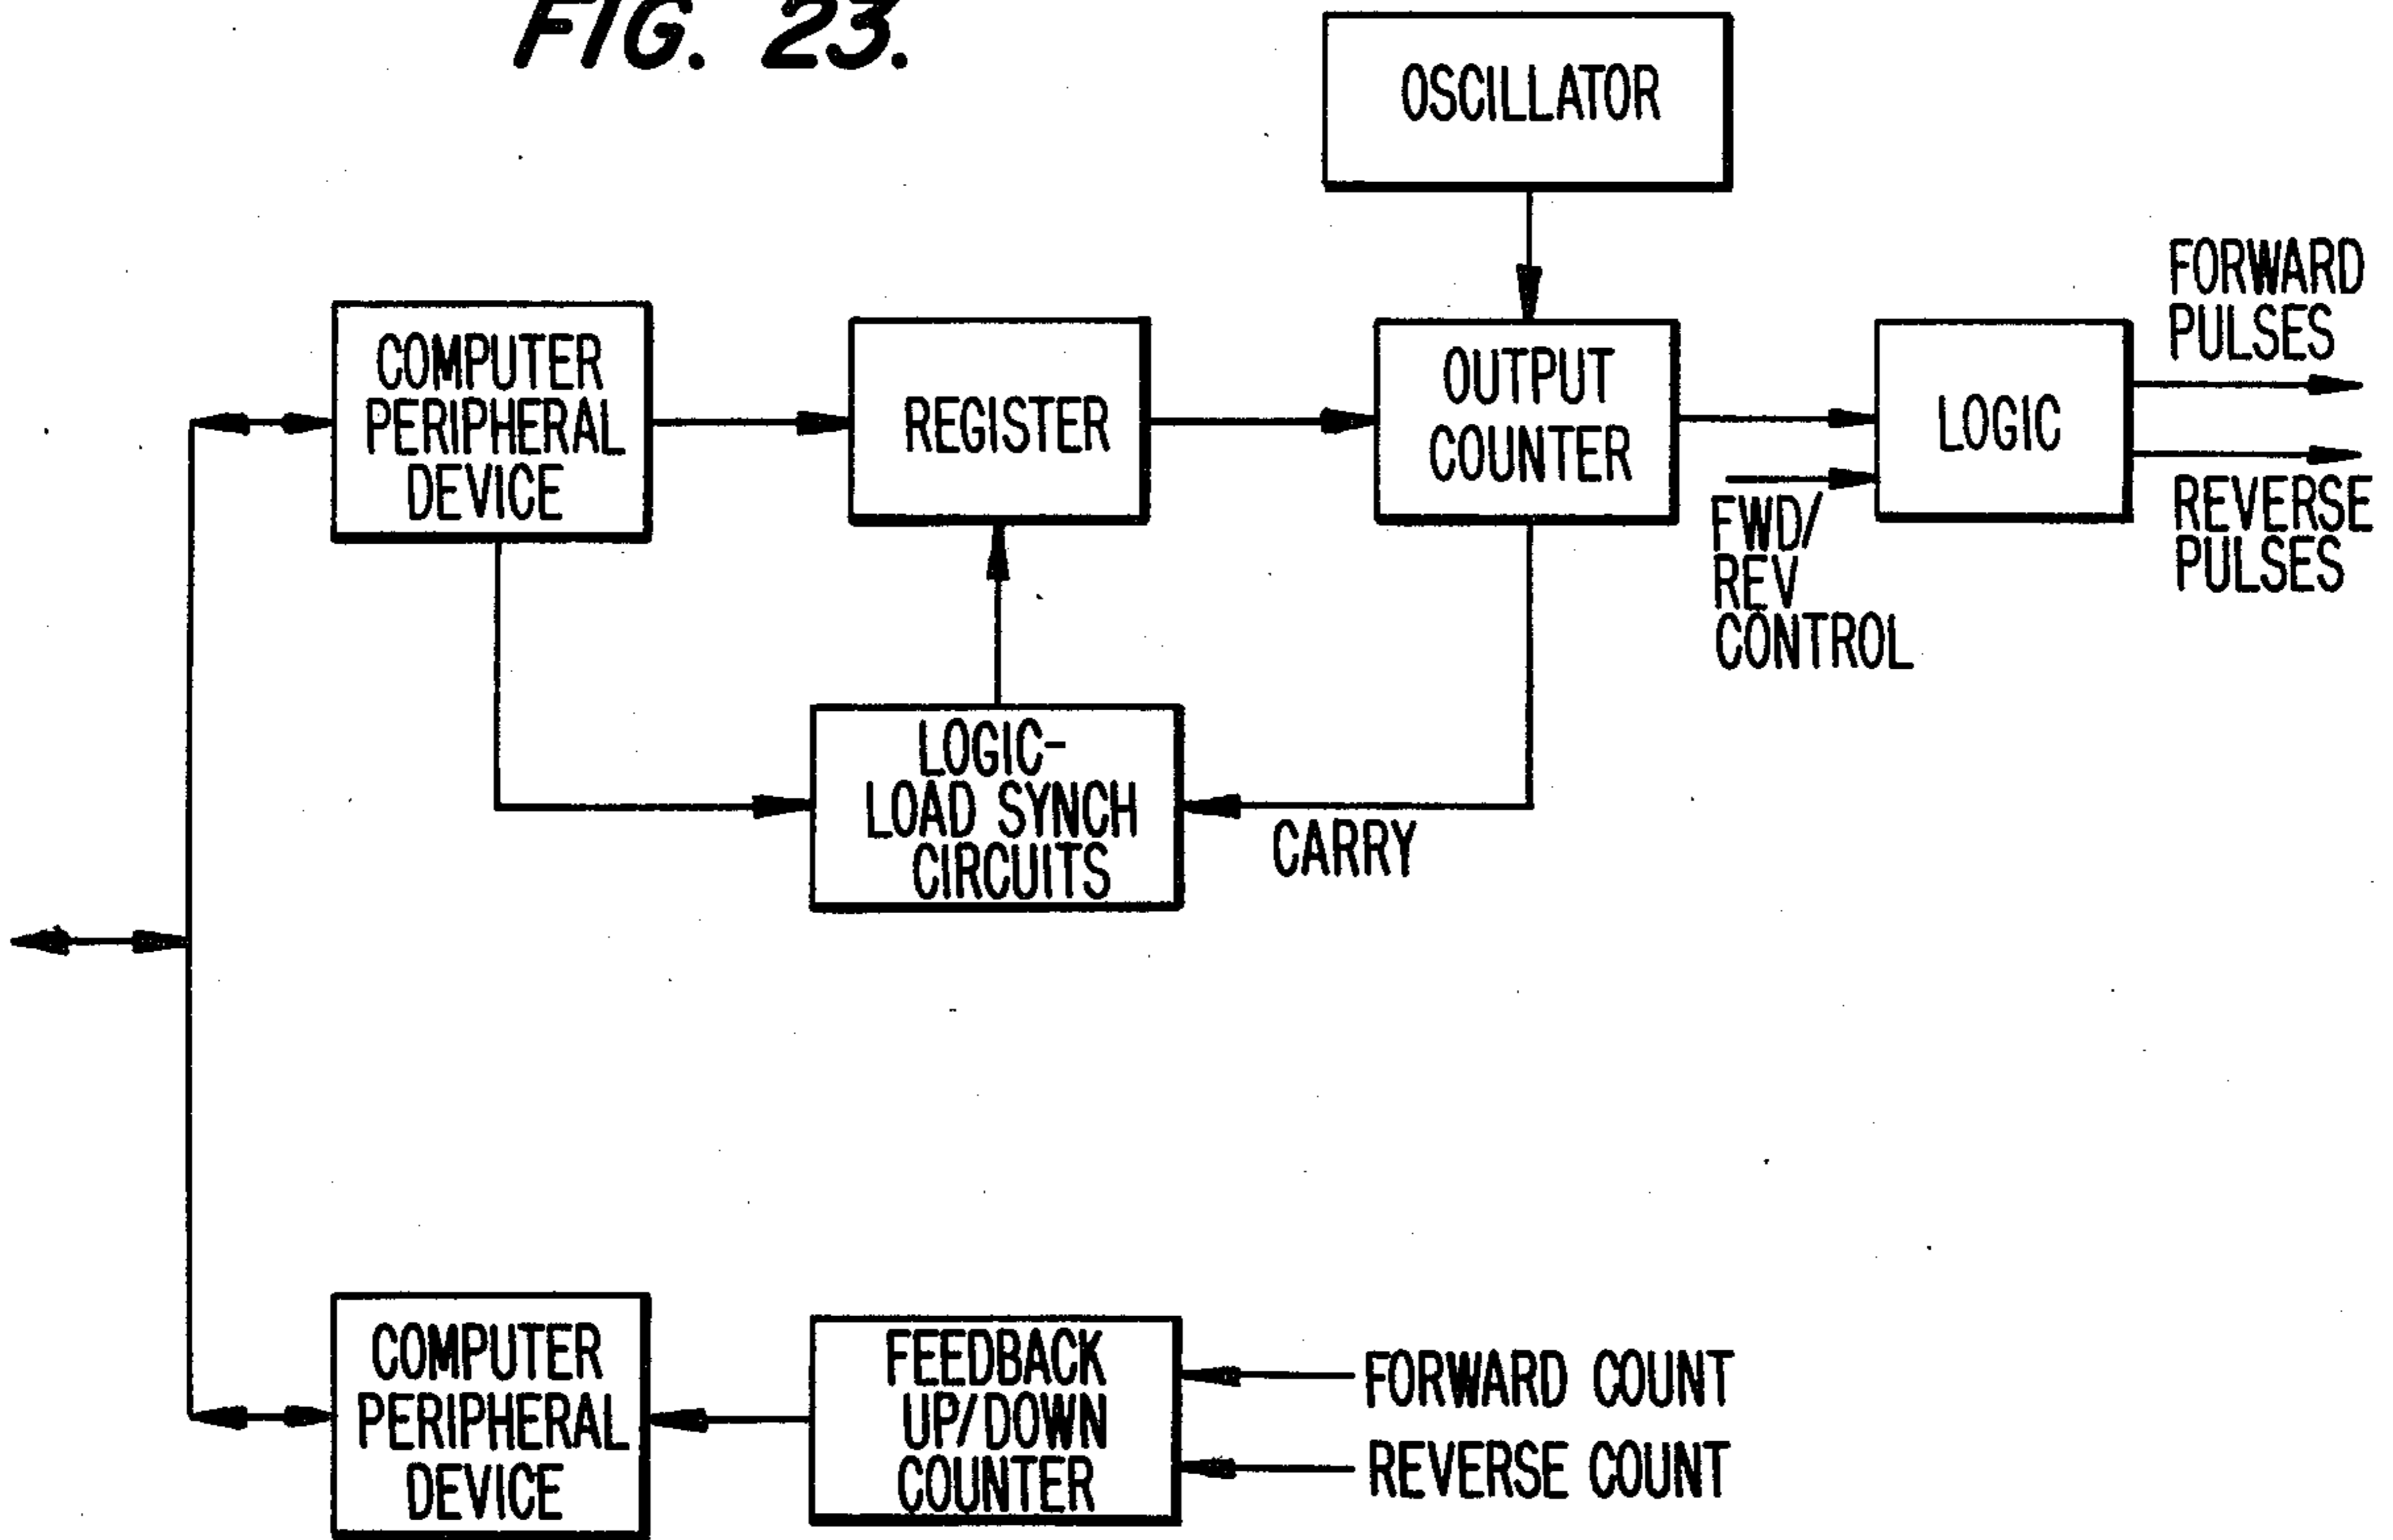 FIG. 23.
OSCILLATOR
COMPUTER
PERIPHERAL
DEVICE
REGISTER
OUTPUT
COUNTER
LOGIC
FORWARD
PULSES
REVERSE
PULSES
FWD/
REV
CONTROL
LOGIC-
LOAD SYNCH
CIRCUITS
CARRY
COMPUTER
PERIPHERAL
DEVICE
FEEDBACK
UP/DOWN
COUNTER
FORWARD COUNT
REVERSE COUNT